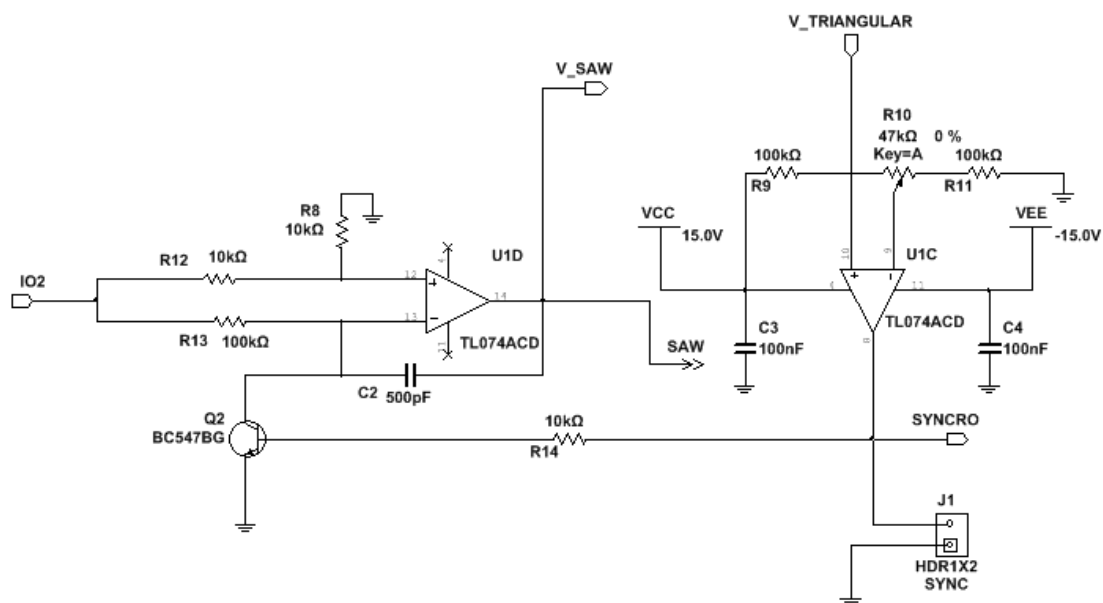 V_TRIANGULAR
V_SAW
R10
47kΩ 0 %
Key=A
100kΩ
R9
100kΩ
R11
R8
10kΩ
VCC
15.0V
VEE
-15.0V
R12
10kΩ
U1D
10
9
U1C
4
12
+
IO2
14
4
11
+
-
13
-
R13
100kΩ
11
TL074ACD
TL074ACD
8
C3
100nF
C4
100nF
SAW
C2
500pF
Q2
BC547BG
10kΩ
R14
SYNCRO
J1
HDR1X2
SYNC